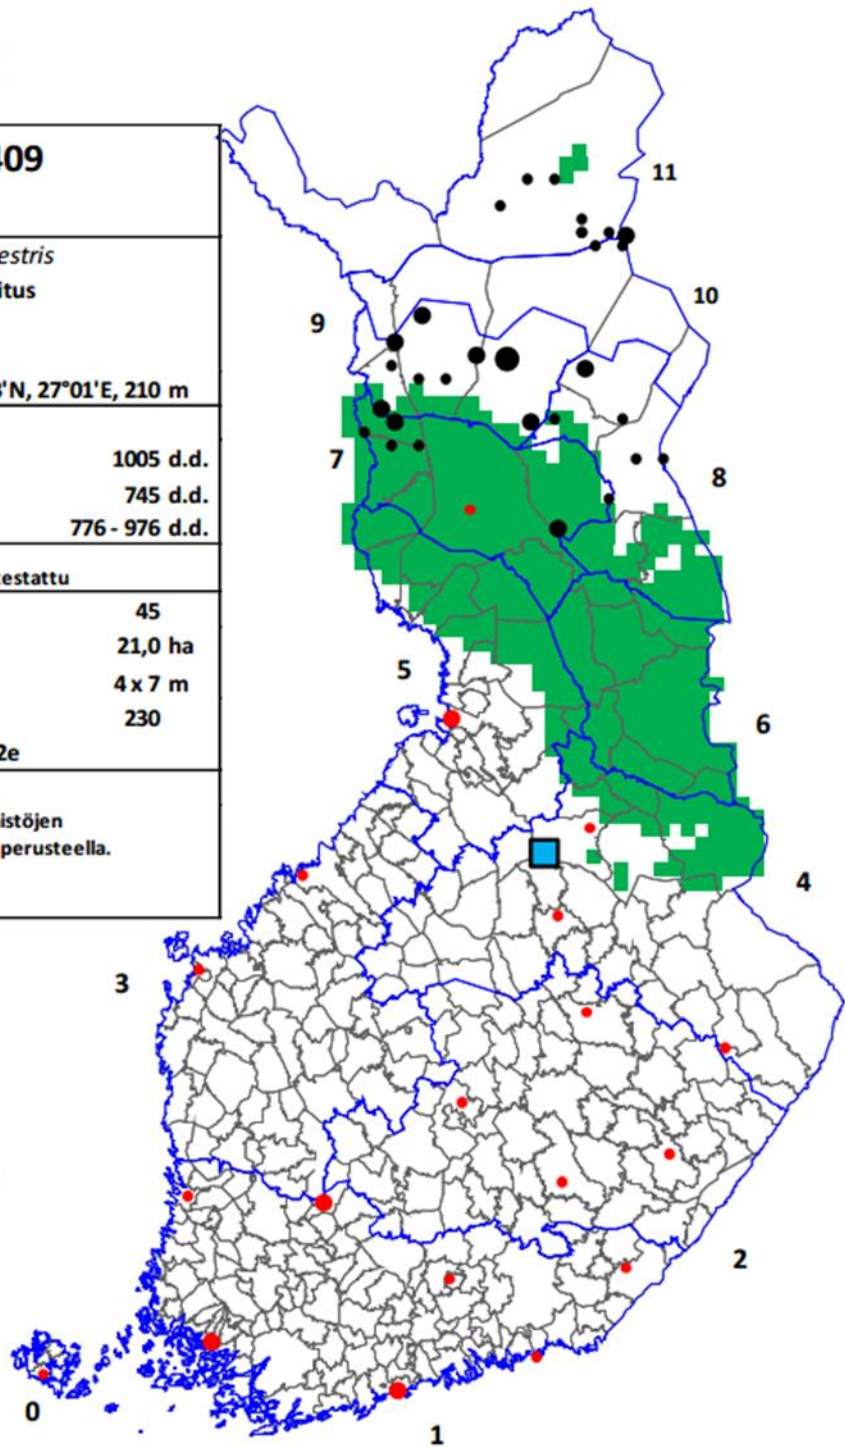 409
estris
itus
'N, 27°01'E, 210 m
1005 d.d.
745 d.d.
776 - 976 d.d.
estattu
45
21,0 ha
4 x 7 m
230
2e
istöjen
perusteella.
11
10
9
7
8
5
6
4
3
2
0
1